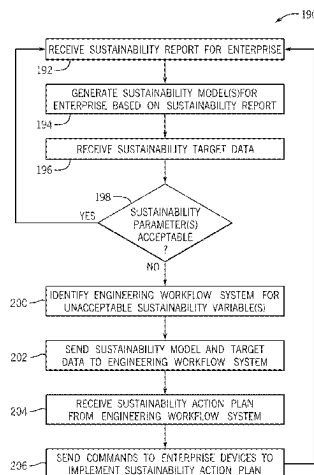 190
RECEIVE SUSTAINABILITY REPORT FOR ENTERPRISE
192
GENERATE SUSTAINABILITY MODEL(S)FOR
ENTERPRISE BASED ON SUSTAINABILITY REPORT
194
RECEIVE SUSTAINABILITY TARGET DATA
196
198
YES
SUSTAINABILITY
PARAMETER(S)
ACCEPTABLE
?
NO
200
IDENTIFY ENGINEERING WORKFLOW SYSTEM FOR
UNACCEPTABLE SUSTAINABILITY VARIABLE(S)
202
SEND SUSTAINABILITY MODEL AND TARGET
DATA TO ENGINEERING WORKFLOW SYSTEM
204
RECEIVE SUSTAINABILITY ACTION PLAN
FROM ENGINEERING WORKFLOW SYSTEM
206
SEND COMMANDS TO ENTERPRISE DEVICES TO
IMPLEMENT SUSTAINABILITY ACTION PLAN